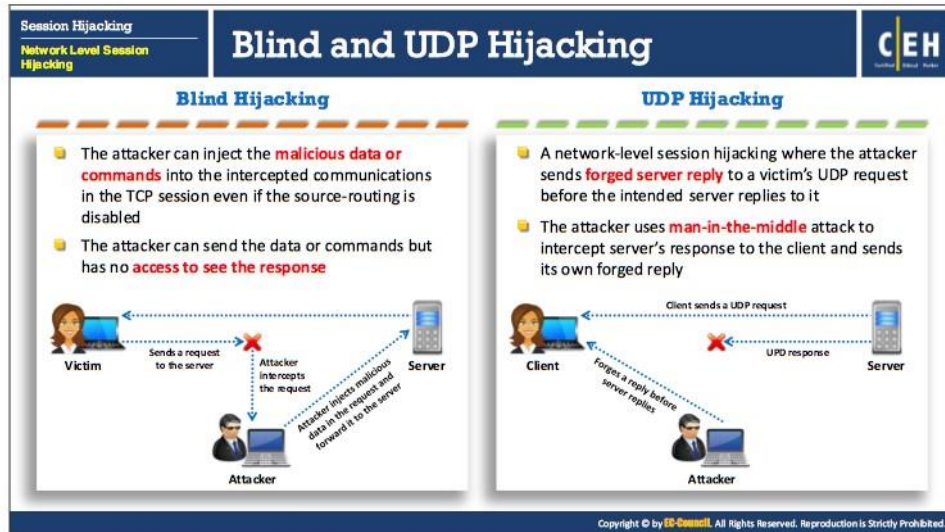 Session Hijacking
Network Level Session
Hijacking
Blind and UDP Hijacking
CEH
Certified Ethical Hacker
Blind Hijacking
The attacker can inject the malicious data or
commands into the intercepted communications
in the TCP session even if the source-routing is
disabled
The attacker can send the data or commands but
has no access to see the response
Victim
Sends a request
to the server
Attacker
intercepts
the request
Attacker injects malicious
data in the request and
forward it to the server
Server
Attacker
UDP Hijacking
A network-level session hijacking where the attacker
sends forged server reply to a victim's UDP request
before the intended server replies to it
The attacker uses man-in-the-middle attack to
intercept server's response to the client and sends
its own forged reply
Client sends a UDP request
UPD response
Client
Server
Forges a reply before
server replies
Attacker
Copyright © by EC-Council. All Rights Reserved. Reproduction is Strictly Prohibited